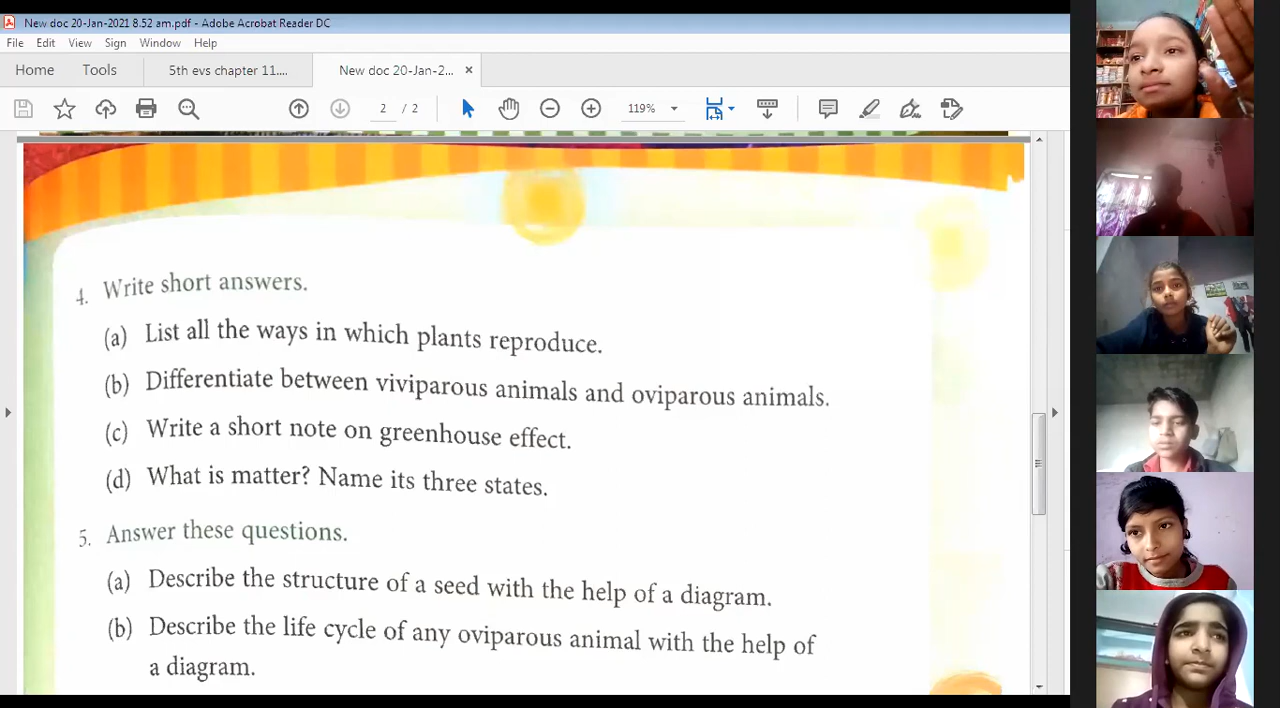 New doc 20-Jan-2021 8.52 am.pdf - Adobe Acrobat Reader DC
File Edit View Sign Window Help
Home Tools 5th evs chapter 11.... New doc 20-Jan-2... ×
2 / 2 119%
4. Write short answers.
(a) List all the ways in which plants reproduce.
(b) Differentiate between viviparous animals and oviparous animals.
(c) Write a short note on greenhouse effect.
(d) What is matter? Name its three states.
5. Answer these questions.
(a) Describe the structure of a seed with the help of a diagram.
(b) Describe the life cycle of any oviparous animal with the help of
a diagram.